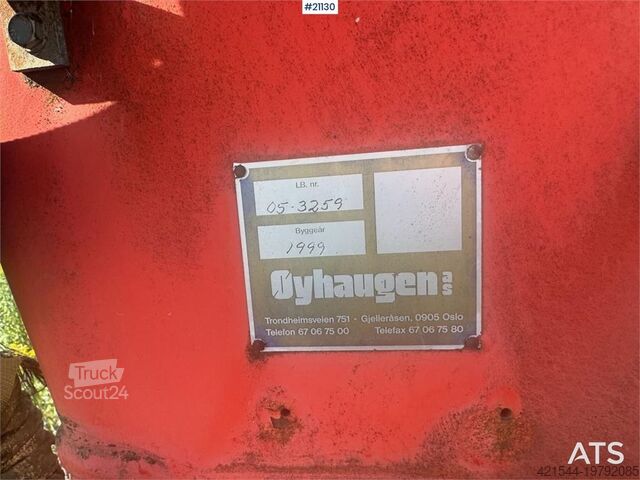 #21130
LB. nr.
05-3259
Byggeår
1999
Øyhaugen as
Trondheimsveien 751 - Gjelleråsen, 0905 Oslo
Telefon 67 06 75 00 Telefax 67 06 75 80
Truck
Scout24
ATS
421544-19792085